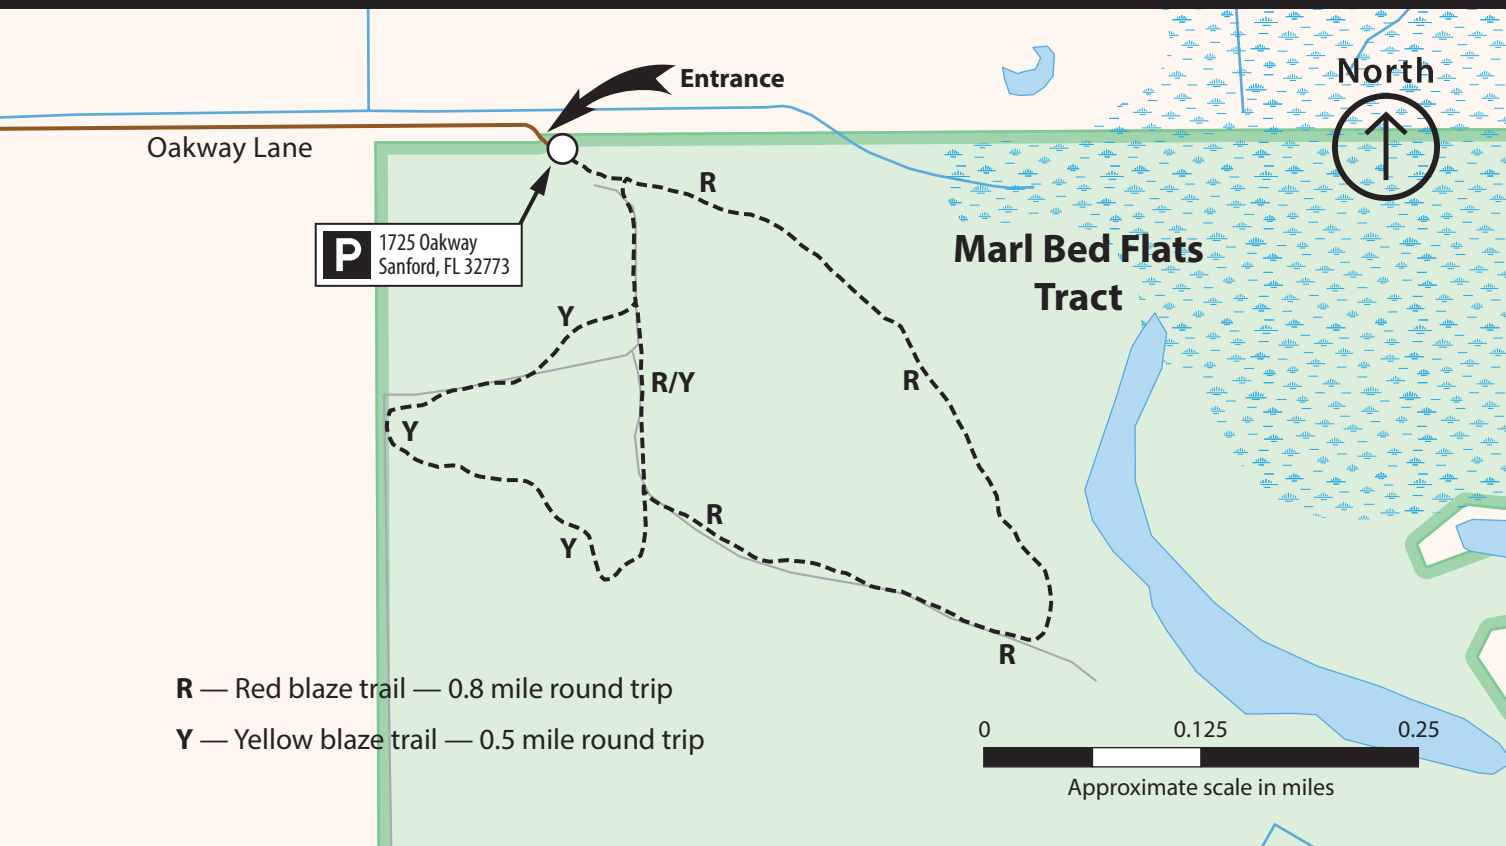 Entrance
North
Oakway Lane
R
P
1725 Oakway
Sanford, FL 32773
Marl Bed Flats
Tract
Y
R/Y
R
Y
R
Y
R
R — Red blaze trail — 0.8 mile round trip
Y — Yellow blaze trail — 0.5 mile round trip
0 0.125 0.25
Approximate scale in miles